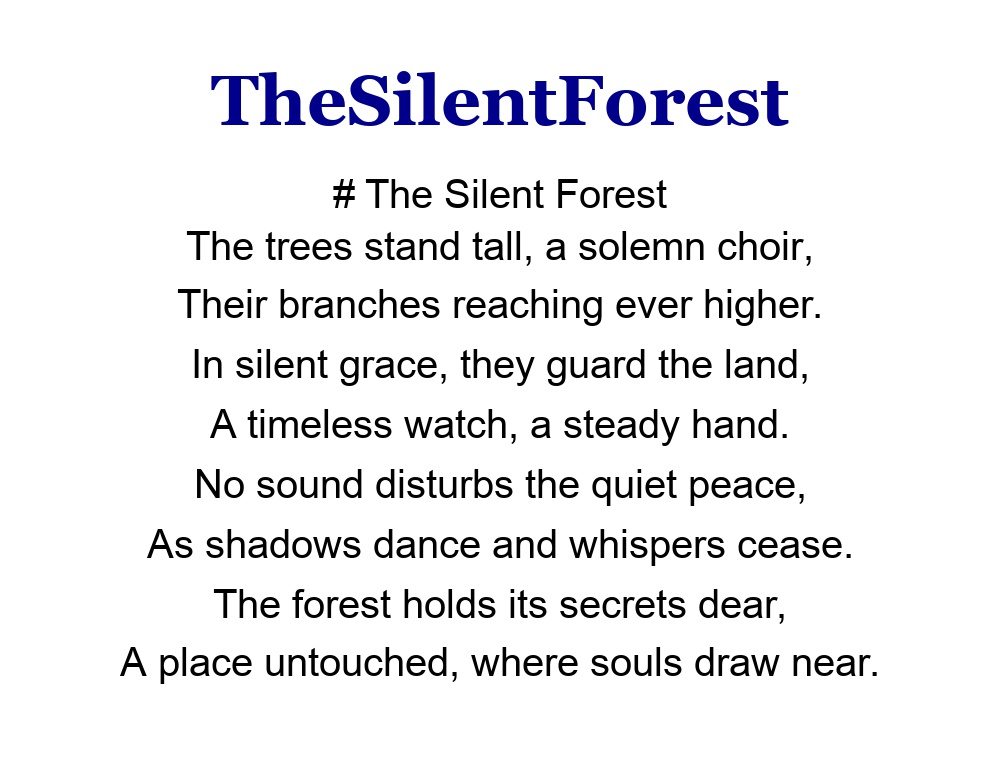 TheSilentForest
# The Silent Forest
The trees stand tall, a solemn choir,
Their branches reaching ever higher.
In silent grace, they guard the land,
A timeless watch, a steady hand.
No sound disturbs the quiet peace,
As shadows dance and whispers cease.
The forest holds its secrets dear,
A place untouched, where souls draw near.